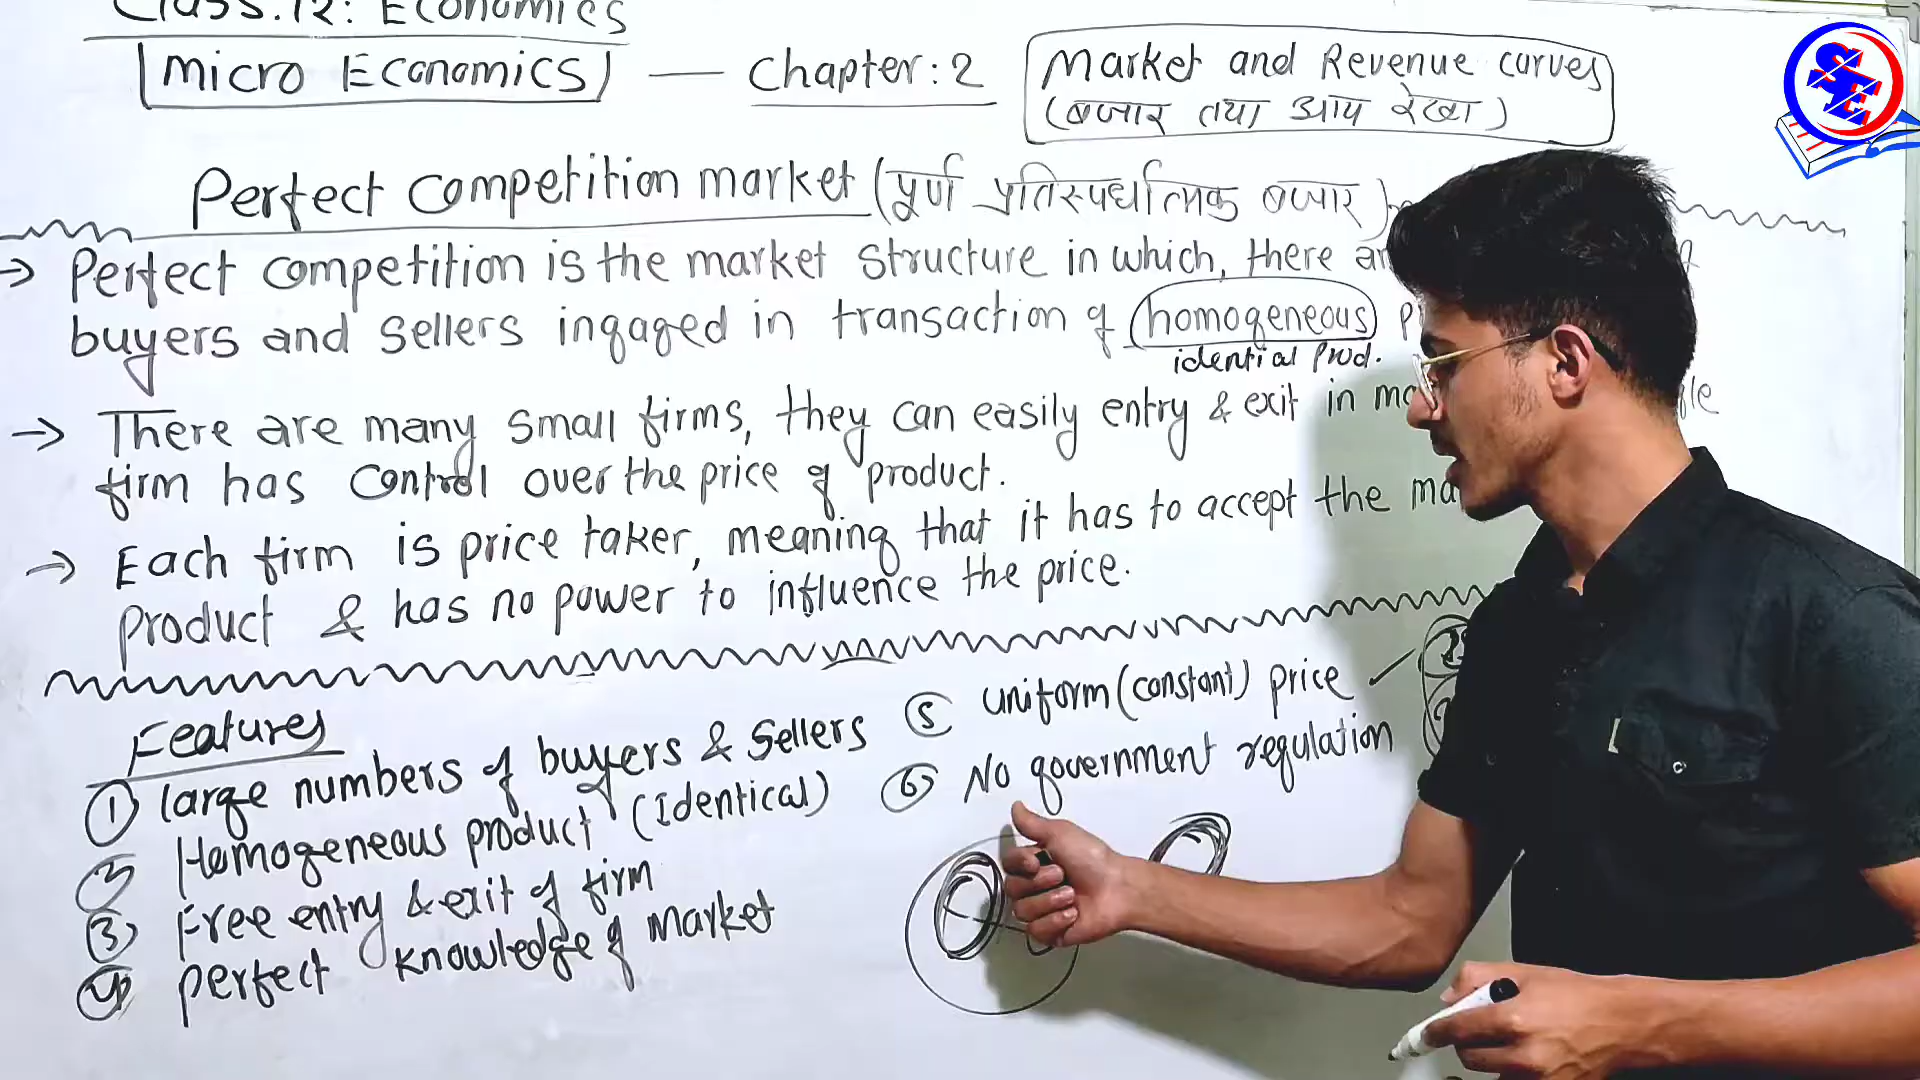 Class.12: Economics
Micro Economics — Chapter: 2
Market and Revenue curves
(बजार तथा आय रेखा)
Perfect competition market (पूर्ण प्रतिस्पर्धात्मक बजार)
→ Perfect competition is the market structure in which, there
buyers and sellers ingaged in transaction of homogeneous
idential Prod.
→ There are many small firms, they can easily entry & exit in
firm has control over the price of product.
→ Each firm is price taker, meaning that it has to accept the
product & has no power to influence the price.
Features
① large numbers of buyers & sellers
② Homogeneous product (Identical)
③ Free entry & exit of firm
④ perfect knowledge of market
⑤ uniform (constant) price
⑥ No government regulation